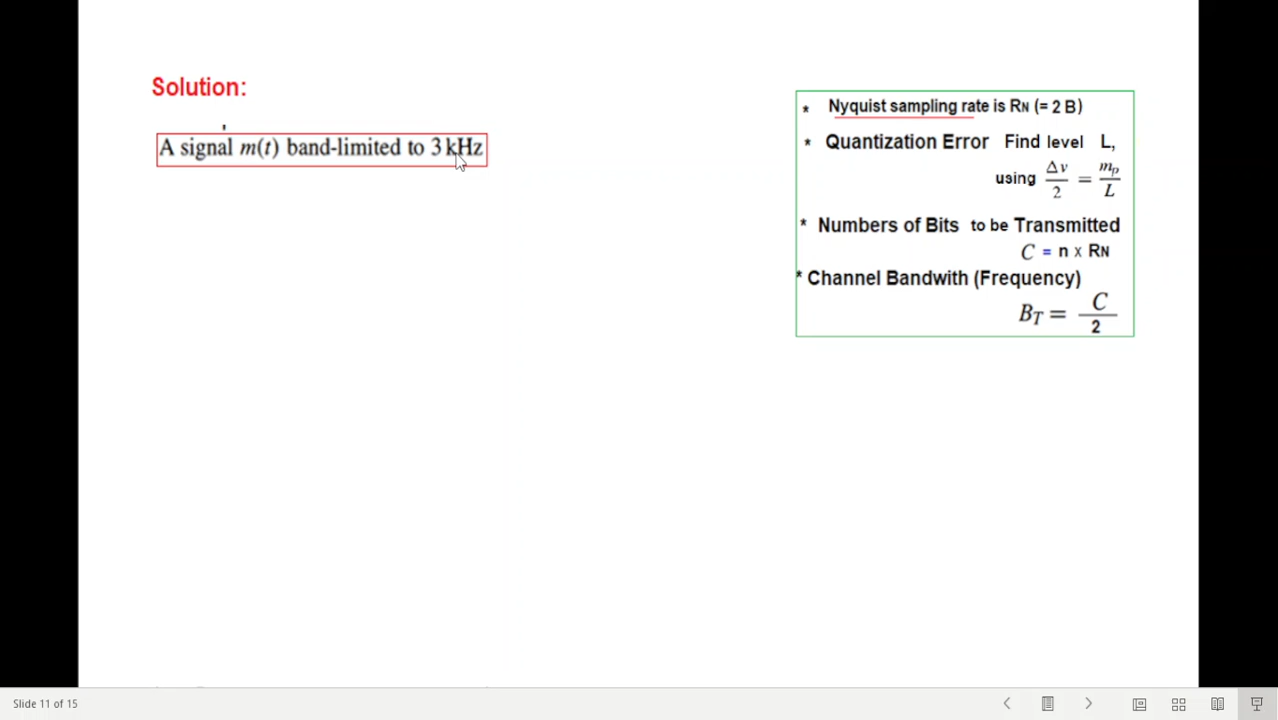 Solution:
A signal m(t) band-limited to 3 kHz
* Nyquist sampling rate is RN (= 2 B)
* Quantization Error Find level L,
using Δv/2 = mp/L
* Numbers of Bits to be Transmitted
C = n x RN
* Channel Bandwith (Frequency)
BT = C/2
Slide 11 of 15